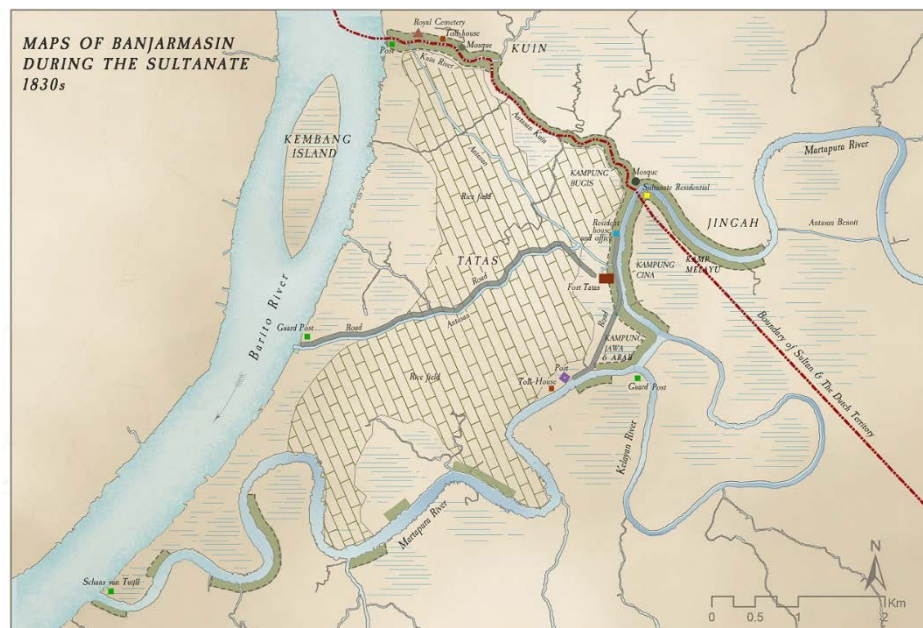 MAPS OF BANJARMASIN
DURING THE SULTANATE
1830s
Royal Cemetery
Toll-house
Mosque
Post
KUIN
Kuin River
KEMBANG
ISLAND
Antasan Kuin
Martapura River
Antasan
KAMPUNG
BUGIS
Mosque
Sultanate Residentiel
Rice field
Resident
house
and office
JINGAH
Antasan Benoit
TATAS
KAMPUNG
CINA
KAMP.
MELAYU
Road
Fort Tatas
Barito River
Guard Post
Road
Antasan
Road
Boundary of Sultan & The Dutch Territory
KAMPUNG
JAWA
& ARAB
Rice field
Post
Toll-House
Guard Post
Kelayan River
Martapura River
Schans van Tuijll
N
0 0.5 1 2 Km